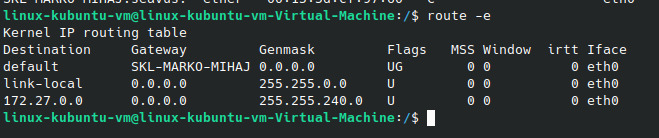 linux-kubuntu-vm@linux-kubuntu-vm-Virtual-Machine:/$ route -e
Kernel IP routing table
Destination Gateway Genmask Flags MSS Window irtt Iface
default SKL-MARKO-MIHAJ 0.0.0.0 UG 0 0 0 eth0
link-local 0.0.0.0 255.255.0.0 U 0 0 0 eth0
172.27.0.0 0.0.0.0 255.255.240.0 U 0 0 0 eth0
linux-kubuntu-vm@linux-kubuntu-vm-Virtual-Machine:/$